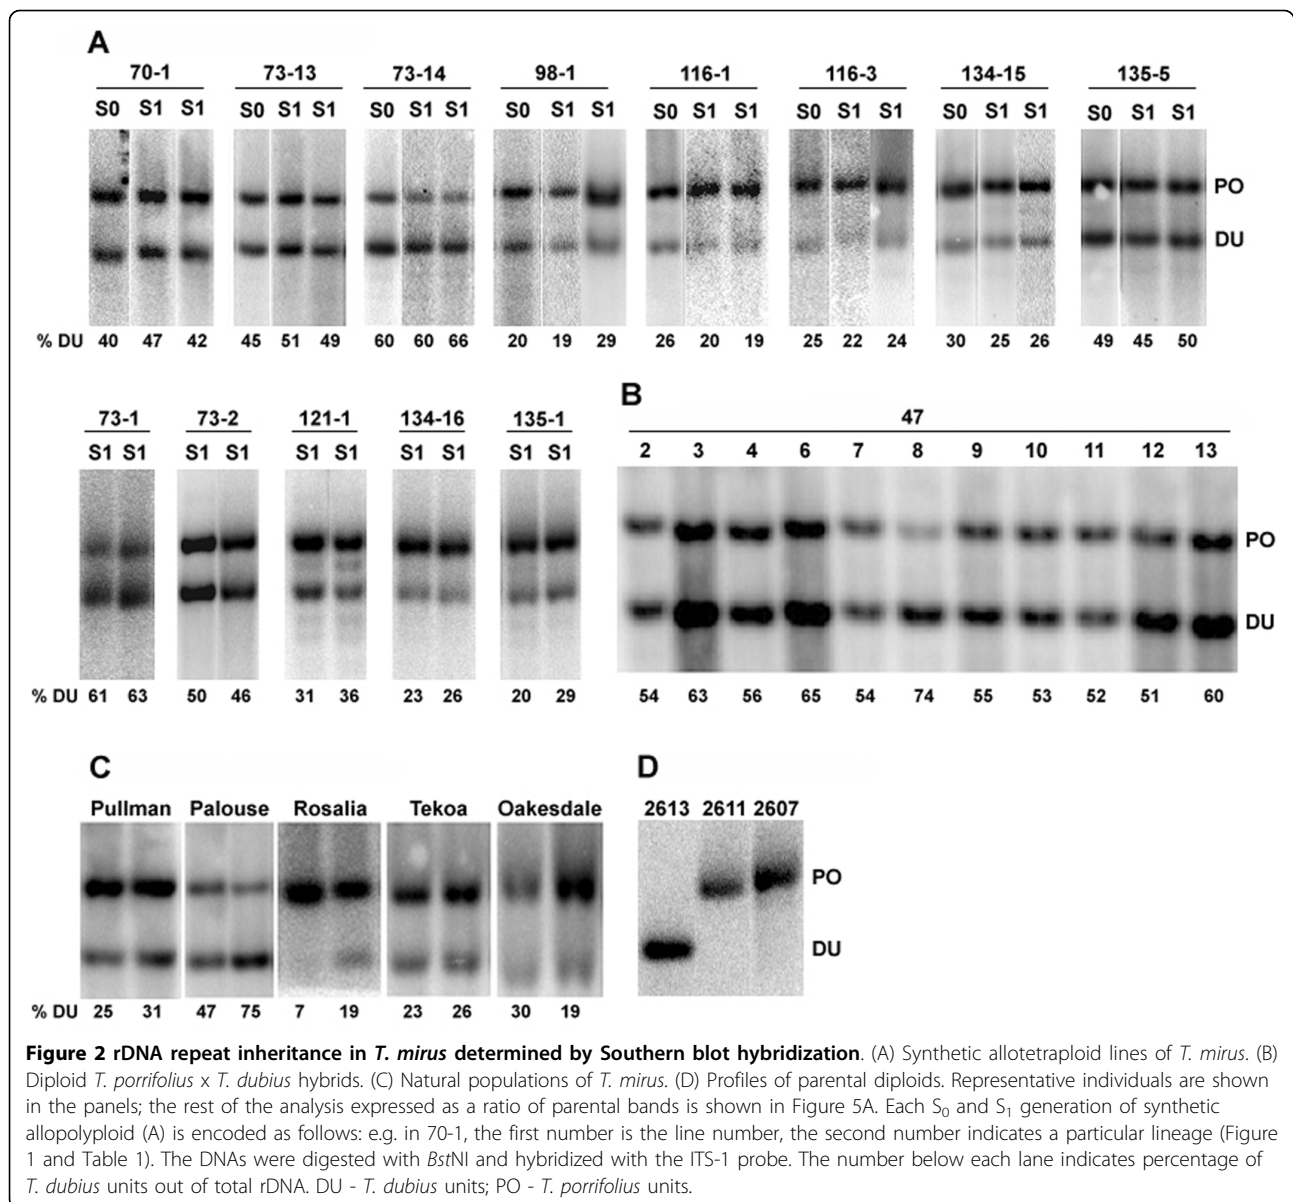 A
70-1 73-13 73-14 98-1 116-1 116-3 134-15 135-5
S0 S1 S1 S0 S1 S1 S0 S1 S1 S0 S1 S1 S0 S1 S1 S0 S1 S1 S0 S1 S1 S0 S1 S1
PO
DU
% DU 40 47 42 45 51 49 60 60 66 20 19 29 26 20 19 25 22 24 30 25 26 49 45 50
73-1 73-2 121-1 134-16 135-1
S1 S1 S1 S1 S1 S1 S1 S1 S1 S1
% DU 61 63 50 46 31 36 23 26 20 29
B
47
2 3 4 6 7 8 9 10 11 12 13
PO
DU
54 63 56 65 54 74 55 53 52 51 60
C
Pullman Palouse Rosalia Tekoa Oakesdale
% DU 25 31 47 75 7 19 23 26 30 19
D
2613 2611 2607
PO
DU
Figure 2 rDNA repeat inheritance in T. mirus determined by Southern blot hybridization. (A) Synthetic allotetraploid lines of T. mirus. (B)
Diploid T. porrifolius x T. dubius hybrids. (C) Natural populations of T. mirus. (D) Profiles of parental diploids. Representative individuals are shown
in the panels; the rest of the analysis expressed as a ratio of parental bands is shown in Figure 5A. Each S0 and S1 generation of synthetic
allopolyploid (A) is encoded as follows: e.g. in 70-1, the first number is the line number, the second number indicates a particular lineage (Figure
1 and Table 1). The DNAs were digested with BstNI and hybridized with the ITS-1 probe. The number below each lane indicates percentage of
T. dubius units out of total rDNA. DU - T. dubius units; PO - T. porrifolius units.